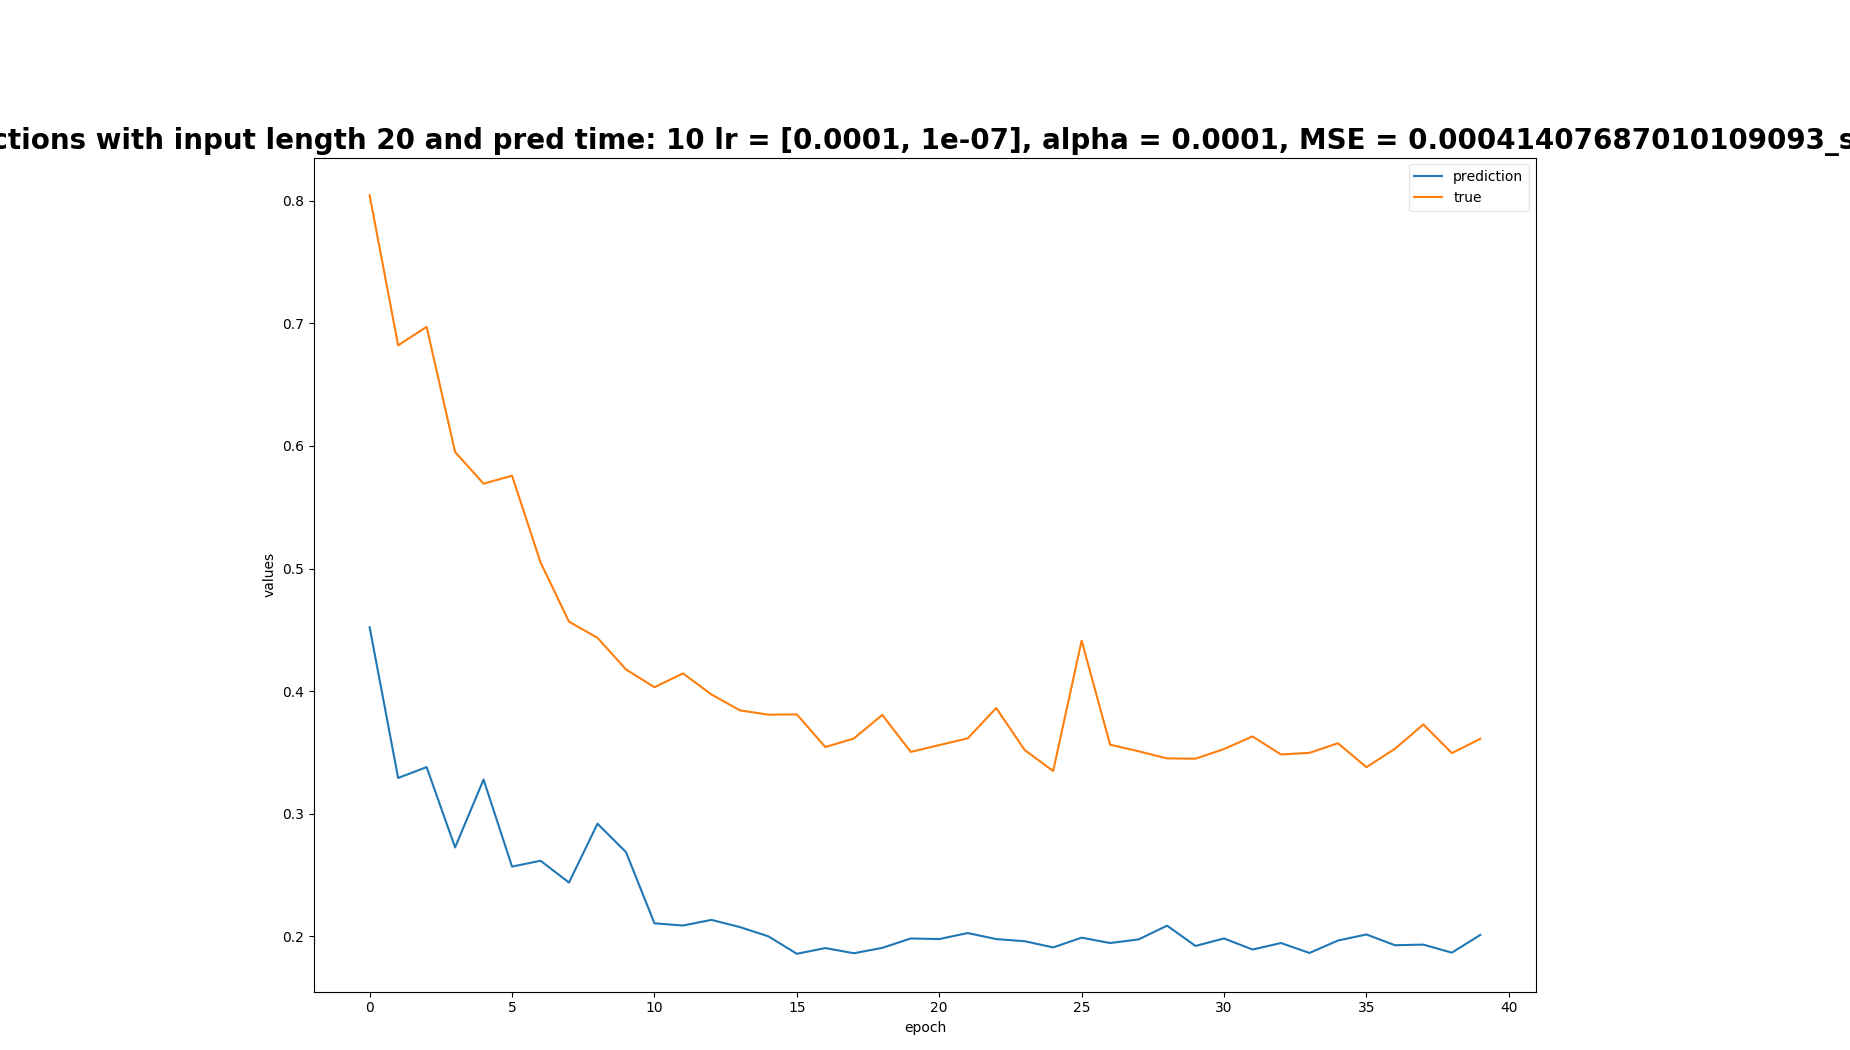 ctions with input length 20 and pred time: 10 lr = [0.0001, 1e-07], alpha = 0.0001, MSE = 0.00041407687010109093_s
prediction
true
0.8
0.7
0.6
0.5
0.4
0.3
0.2
values
0 5 10 15 20 25 30 35 40
epoch